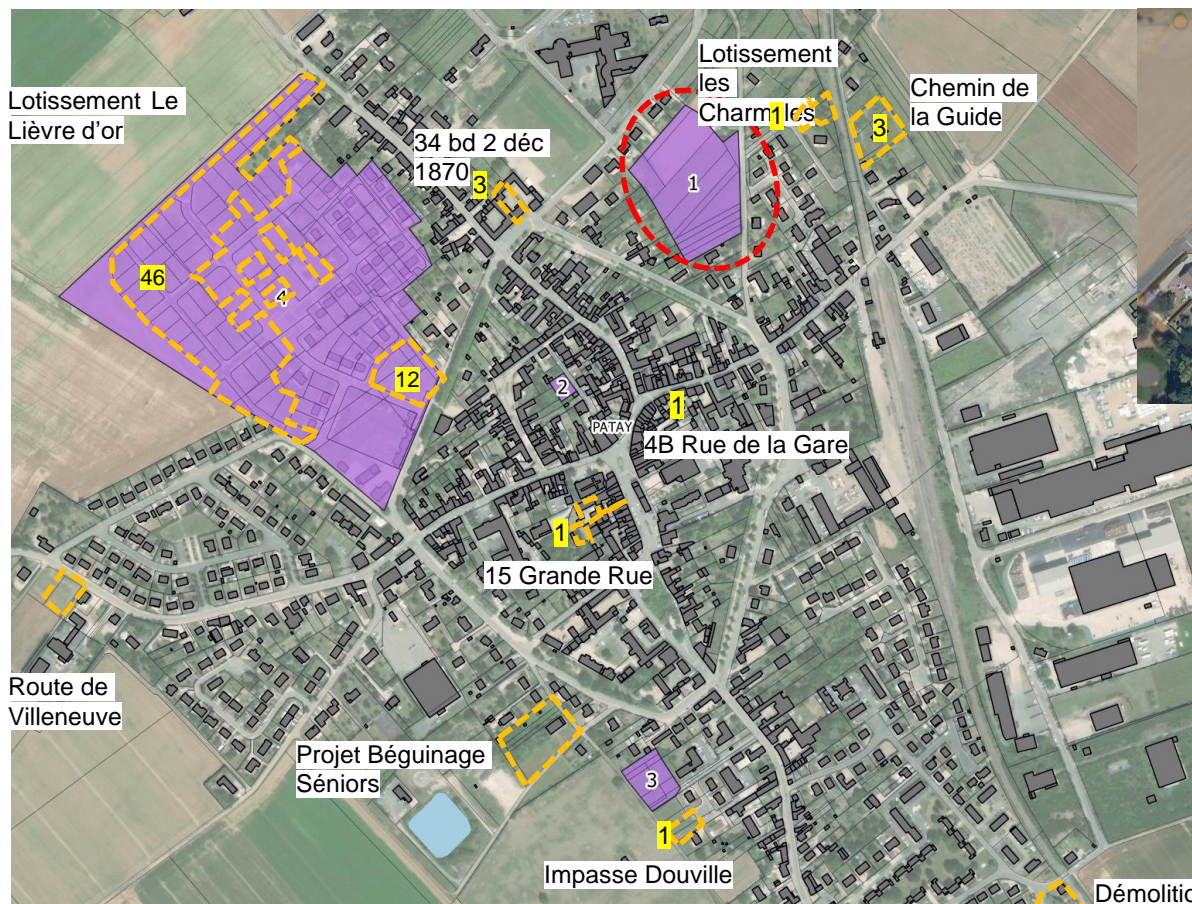 Lotissement Le
Lièvre d'or
34 bd 2 déc
1870
3
Lotissement
les
Charmilles
1
3
Chemin de
la Guide
1
46
4
12
2
1
PATAY
4B Rue de la Gare
1
15 Grande Rue
Route de
Villeneuve
Projet Béguinage
Séniors
3
1
Impasse Douville
Démolitic